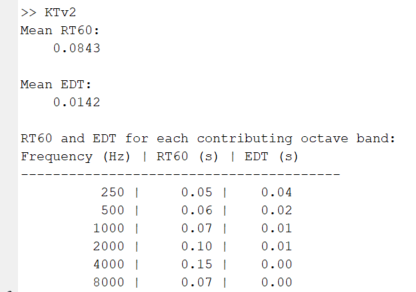 >> KTv2
Mean RT60:
    0.0843

Mean EDT:
    0.0142

RT60 and EDT for each contributing octave band:
Frequency (Hz) | RT60 (s) | EDT (s)
----------------------------------------
          250 |     0.05 |    0.04
          500 |     0.06 |    0.02
         1000 |     0.07 |    0.01
         2000 |     0.10 |    0.01
         4000 |     0.15 |    0.00
         8000 |     0.07 |    0.00